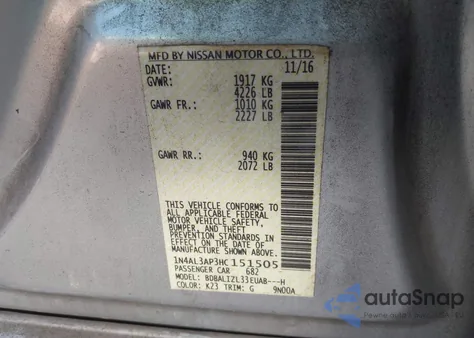 MFD BY NISSAN MOTOR CO., LTD.
DATE: 11/16
GVWR: 1917 KG
4226 LB
GAWR FR.: 1010 KG
2227 LB
GAWR RR.: 940 KG
2072 LB
THIS VEHICLE CONFORMS TO
ALL APPLICABLE FEDERAL
MOTOR VEHICLE SAFETY,
BUMPER, AND THEFT
PREVENTION STANDARDS IN
EFFECT ON THE DATE OF
MANUFACTURE SHOWN ABOVE.
1N4AL3AP3HC151505
PASSENGER CAR 682
MODEL: BDBALIZL33EUAB---H
COLOR: K23 TRIM: G 9N00A
autoSnap